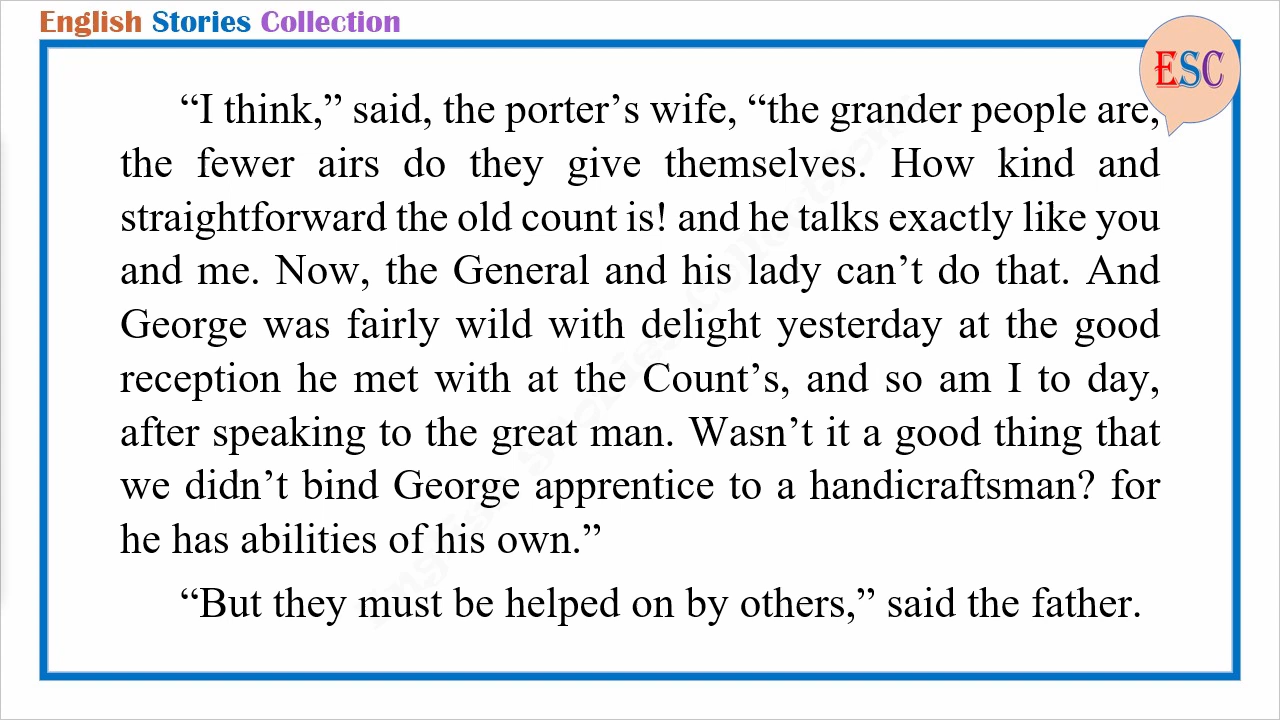 English Stories Collection
ESC
“I think,” said, the porter’s wife, “the grander people are,
the fewer airs do they give themselves. How kind and
straightforward the old count is! and he talks exactly like you
and me. Now, the General and his lady can’t do that. And
George was fairly wild with delight yesterday at the good
reception he met with at the Count’s, and so am I to day,
after speaking to the great man. Wasn’t it a good thing that
we didn’t bind George apprentice to a handicraftsman? for
he has abilities of his own.”
“But they must be helped on by others,” said the father.